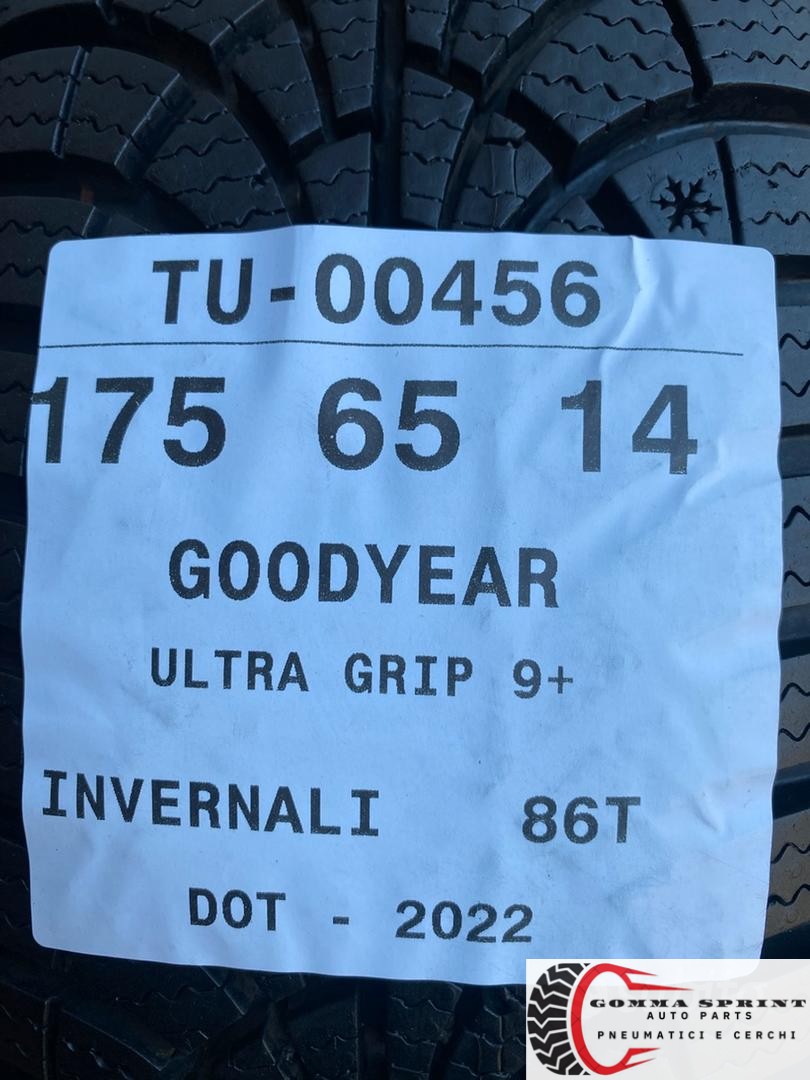 TU-00456
175 65 14
GOODYEAR
ULTRA GRIP 9+
INVERNALI 86T
DOT - 2022
GOMMA SPRINT
AUTO PARTS
PNEUMATICI E CERCHI